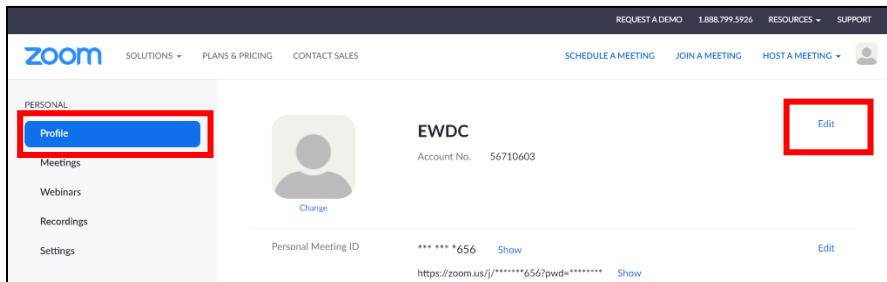 REQUEST A DEMO 1.888.799.5926 RESOURCES SUPPORT
zoom SOLUTIONS PLANS & PRICING CONTACT SALES SCHEDULE A MEETING JOIN A MEETING HOST A MEETING
PERSONAL
Profile
Meetings
Webinars
Recordings
Settings
Change
EWDC
Edit
Account No. 56710603
Personal Meeting ID *** *** *656 Show Edit
https://zoom.us/j/*******656?pwd=******** Show